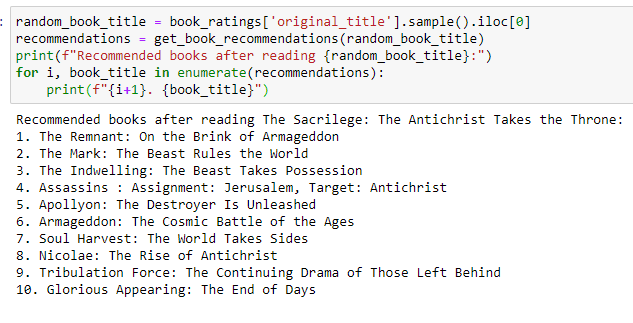 : random_book_title = book_ratings['original_title'].sample().iloc[0]
recommendations = get_book_recommendations(random_book_title)
print(f"Recommended books after reading {random_book_title}:")
for i, book_title in enumerate(recommendations):
    print(f"{i+1}. {book_title}")
Recommended books after reading The Sacrilege: The Antichrist Takes the Throne:
1. The Remnant: On the Brink of Armageddon
2. The Mark: The Beast Rules the World
3. The Indwelling: The Beast Takes Possession
4. Assassins : Assignment: Jerusalem, Target: Antichrist
5. Apollyon: The Destroyer Is Unleashed
6. Armageddon: The Cosmic Battle of the Ages
7. Soul Harvest: The World Takes Sides
8. Nicolae: The Rise of Antichrist
9. Tribulation Force: The Continuing Drama of Those Left Behind
10. Glorious Appearing: The End of Days